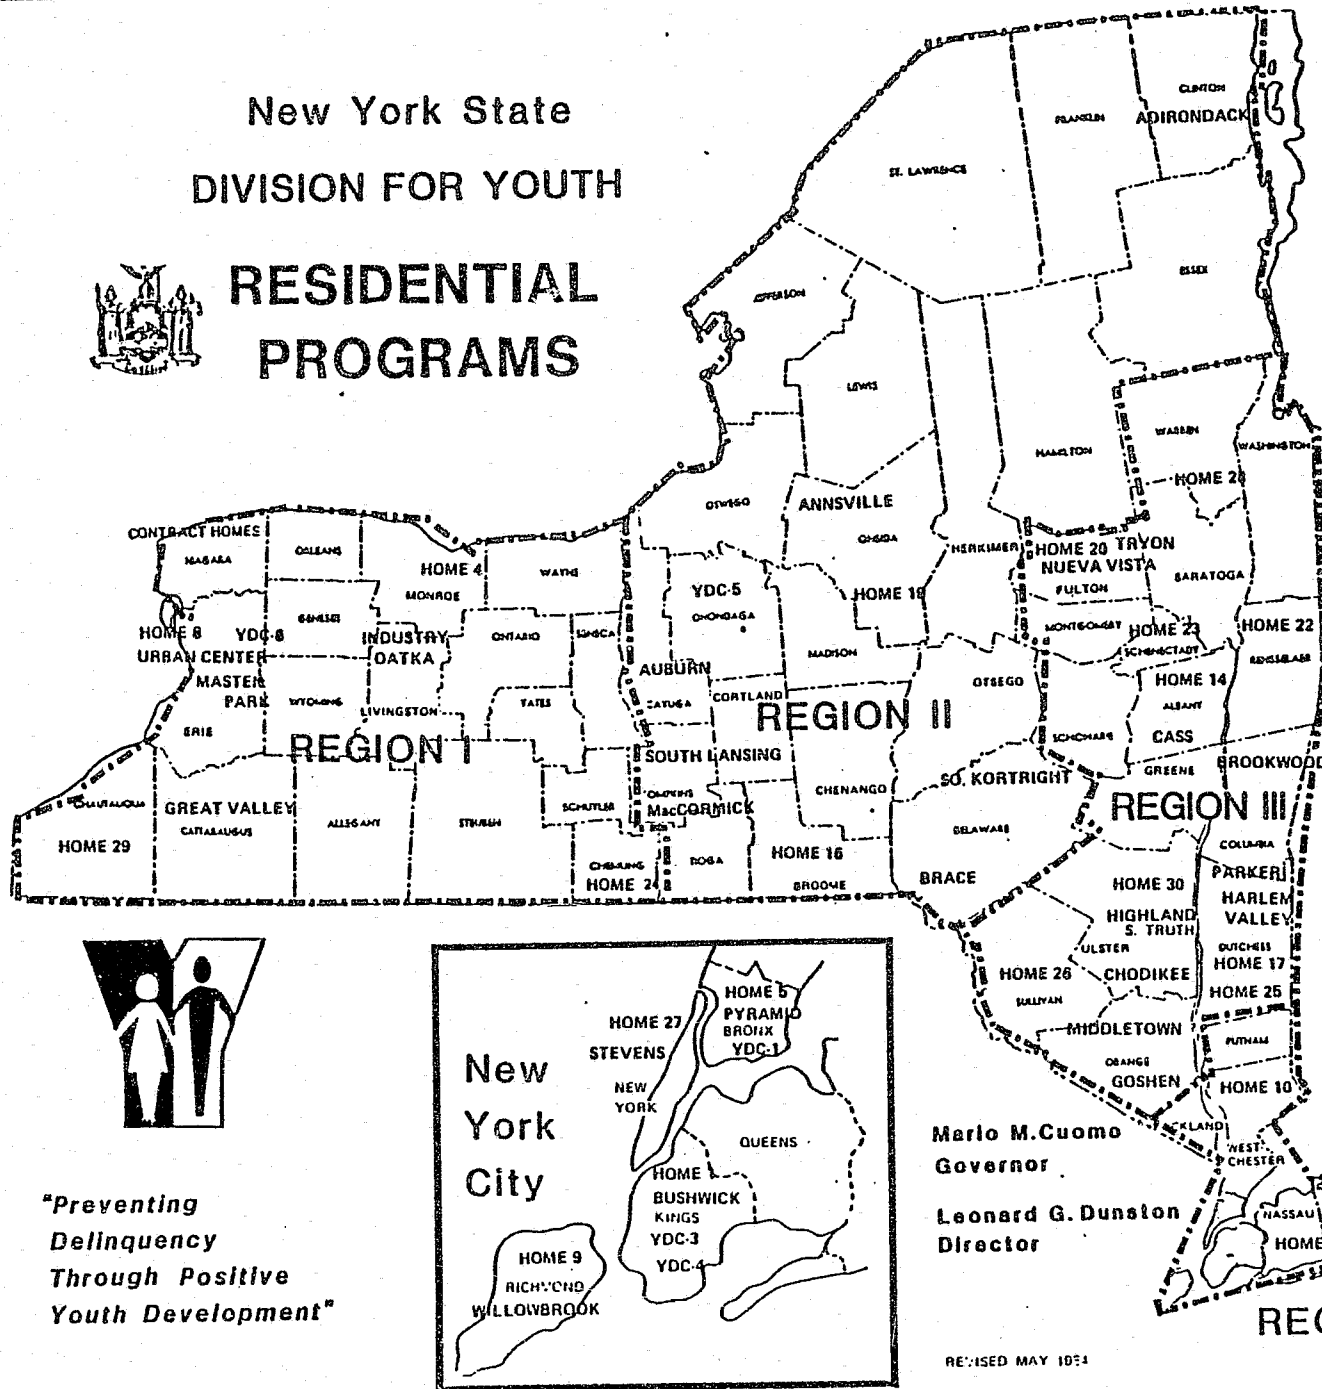 New York State
DIVISION FOR YOUTH
RESIDENTIAL
PROGRAMS
CLINTON
FRANKLIN
ADIRONDACK
ST. LAWRENCE
ESSEX
JEFFERSON
LEWIS
HAMILTON
WARREN
WASHINGTON
HOME 28
OSWEGO
ANNSVILLE
ONEIDA
HERKIMER
HOME 20
TRYON
NUEVA VISTA
FULTON
SARATOGA
CONTRACT HOMES
NIAGARA
ORLEANS
HOME 4
MONROE
WAYNE
YDC-5
ONONDAGA
HOME 19
MONTGOMERY
HOME 23
SCHENECTADY
HOME 22
RENSSELAER
HOME 8
YDC-8
GENESEE
INDUSTRY
OATKA
ONTARIO
SENECA
URBAN CENTER
MASTEN
PARK
WYOMING
LIVINGSTON
YATES
ERIE
REGION I
AUBURN
CAYUGA
CORTLAND
MADISON
REGION II
OTSEGO
HOME 14
ALBANY
SCHOHARIE
CASS
GREENE
BROOKWOOD
SOUTH LANSING
TOMPKINS
MacCORMICK
CHENANGO
SO. KORTRIGHT
REGION III
CHAUTAUQUA
GREAT VALLEY
CATTARAUGUS
ALLEGANY
STEUBEN
SCHUYLER
HOME 29
CHEMUNG
HOME 24
TIOGA
HOME 16
BROOME
DELAWARE
BRACE
COLUMBIA
HOME 30
HIGHLAND
S. TRUTH
ULSTER
PARKER
HARLEM
VALLEY
DUTCHESS
HOME 17
HOME 25
HOME 26
SULLIVAN
CHODIKEE
MIDDLETOWN
ORANGE
GOSHEN
PUTNAM
HOME 10
CKLAND
WEST-
CHESTER
NASSAU
HOME
REG
New
York
City
HOME 27
STEVENS
NEW
YORK
HOME 5
PYRAMID
BRONX
YDC-1
QUEENS
HOME
BUSHWICK
KINGS
YDC-3
YDC-4
HOME 9
RICHMOND
WILLOWBROOK
Mario M.Cuomo
Governor
Leonard G. Dunston
Director
"Preventing
Delinquency
Through Positive
Youth Development"
REVISED MAY